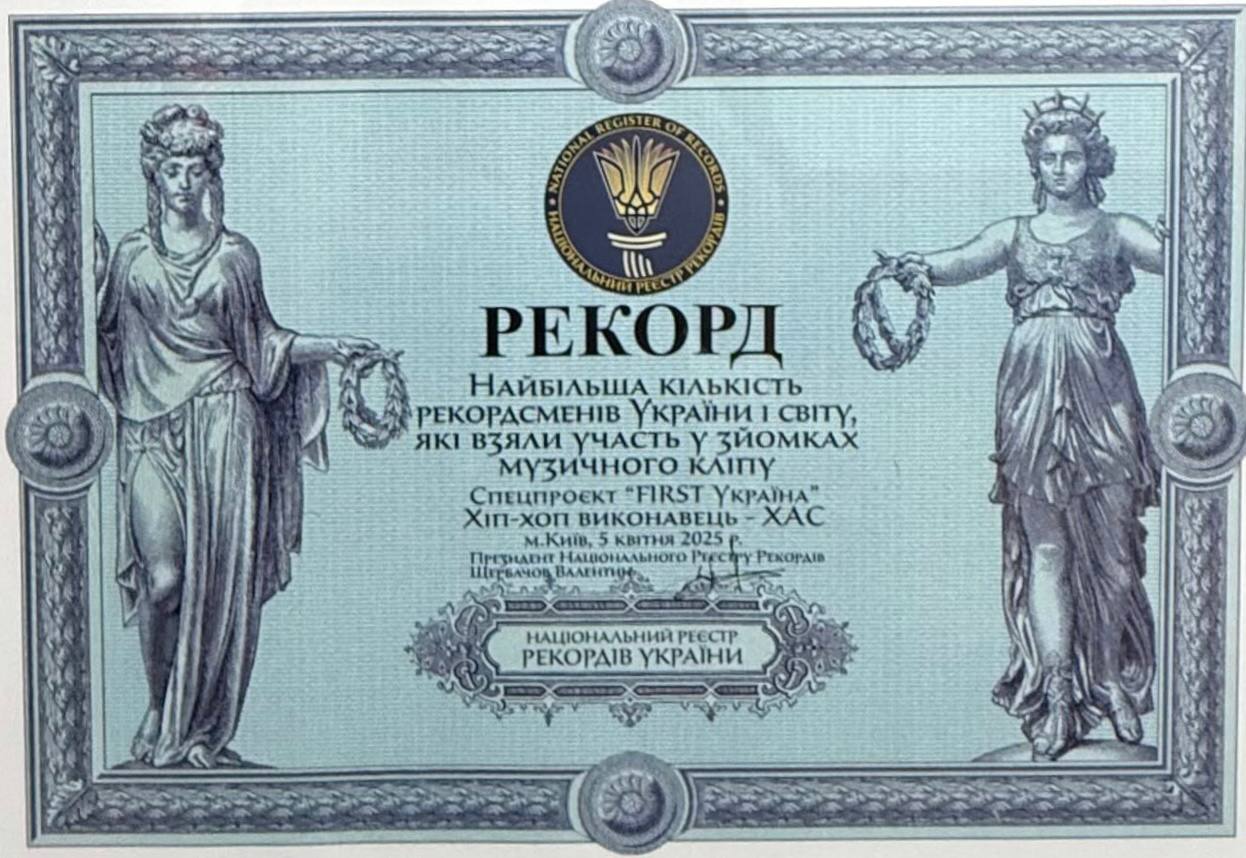 NATIONAL REGISTER OF RECORDS
НАЦІОНАЛЬНИЙ РЕЄСТР РЕКОРДІВ
РЕКОРД
Найбільша кількість
рекордсменів України і світу,
які взяли участь у зйомках
музичного кліпу
Спецпроєкт "FIRST Україна"
Хіп-хоп виконавець - ХАС
м.Київ, 5 квітня 2025 р.
Президент Національного Реєстру Рекордів
Щербачов Валентин
НАЦІОНАЛЬНИЙ РЕЄСТР
РЕКОРДІВ УКРАЇНИ